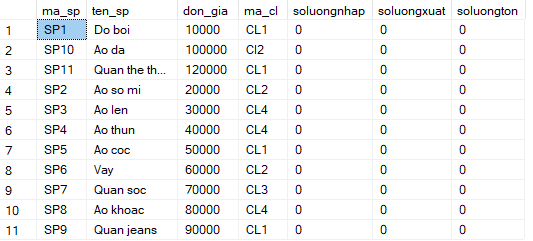 ma_sp ten_sp don_gia ma_cl soluongnhap soluongxuat soluongton
1 SP1 Do boi 10000 CL1 0 0 0
2 SP10 Ao da 100000 Cl2 0 0 0
3 SP11 Quan the th... 120000 CL1 0 0 0
4 SP2 Ao so mi 20000 CL2 0 0 0
5 SP3 Ao len 30000 CL4 0 0 0
6 SP4 Ao thun 40000 CL4 0 0 0
7 SP5 Ao coc 50000 CL1 0 0 0
8 SP6 Vay 60000 CL2 0 0 0
9 SP7 Quan soc 70000 CL3 0 0 0
10 SP8 Ao khoac 80000 CL4 0 0 0
11 SP9 Quan jeans 90000 CL1 0 0 0